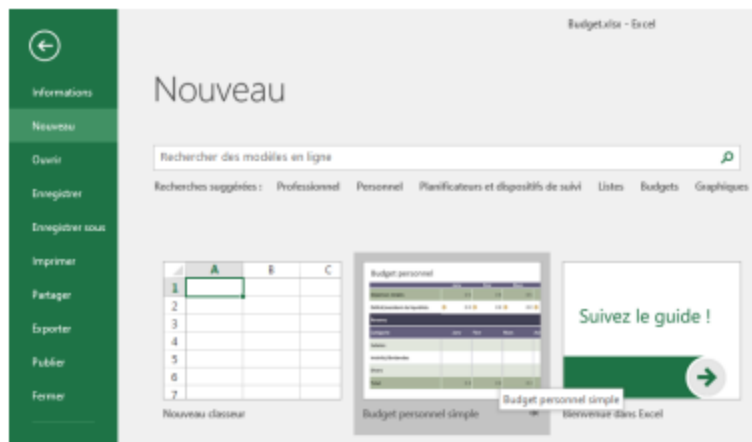 Budget.xlsx - Excel
Informations
Nouveau
Ouvrir
Enregistrer
Enregistrer sous
Imprimer
Partager
Exporter
Publier
Fermer
Nouveau
Rechercher des modèles en ligne
Recherches suggérées : Professionnel Personnel Planificateurs et dispositifs de suivi Listes Budgets Graphiques
A B C
1
2
3
4
5
6
7
Nouveau classeur
Budget personnel
Total
Budget personnel simple
Budget personnel simple
Suivez le guide !
Bienvenue dans Excel